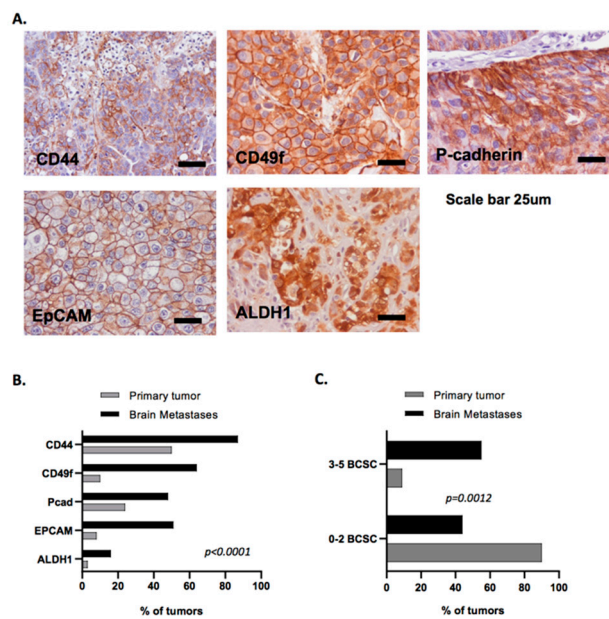 A.
CD44
CD49f
P-cadherin
EpCAM
ALDH1
Scale bar 25um
B.
Primary tumor
Brain Metastases
CD44
CD49f
Pcad
EPCAM
ALDH1
p<0.0001
0 20 40 60 80 100
% of tumors
C.
Primary tumor
Brain Metastases
3-5 BCSC
p=0.0012
0-2 BCSC
0 20 40 60 80 100
% of tumors